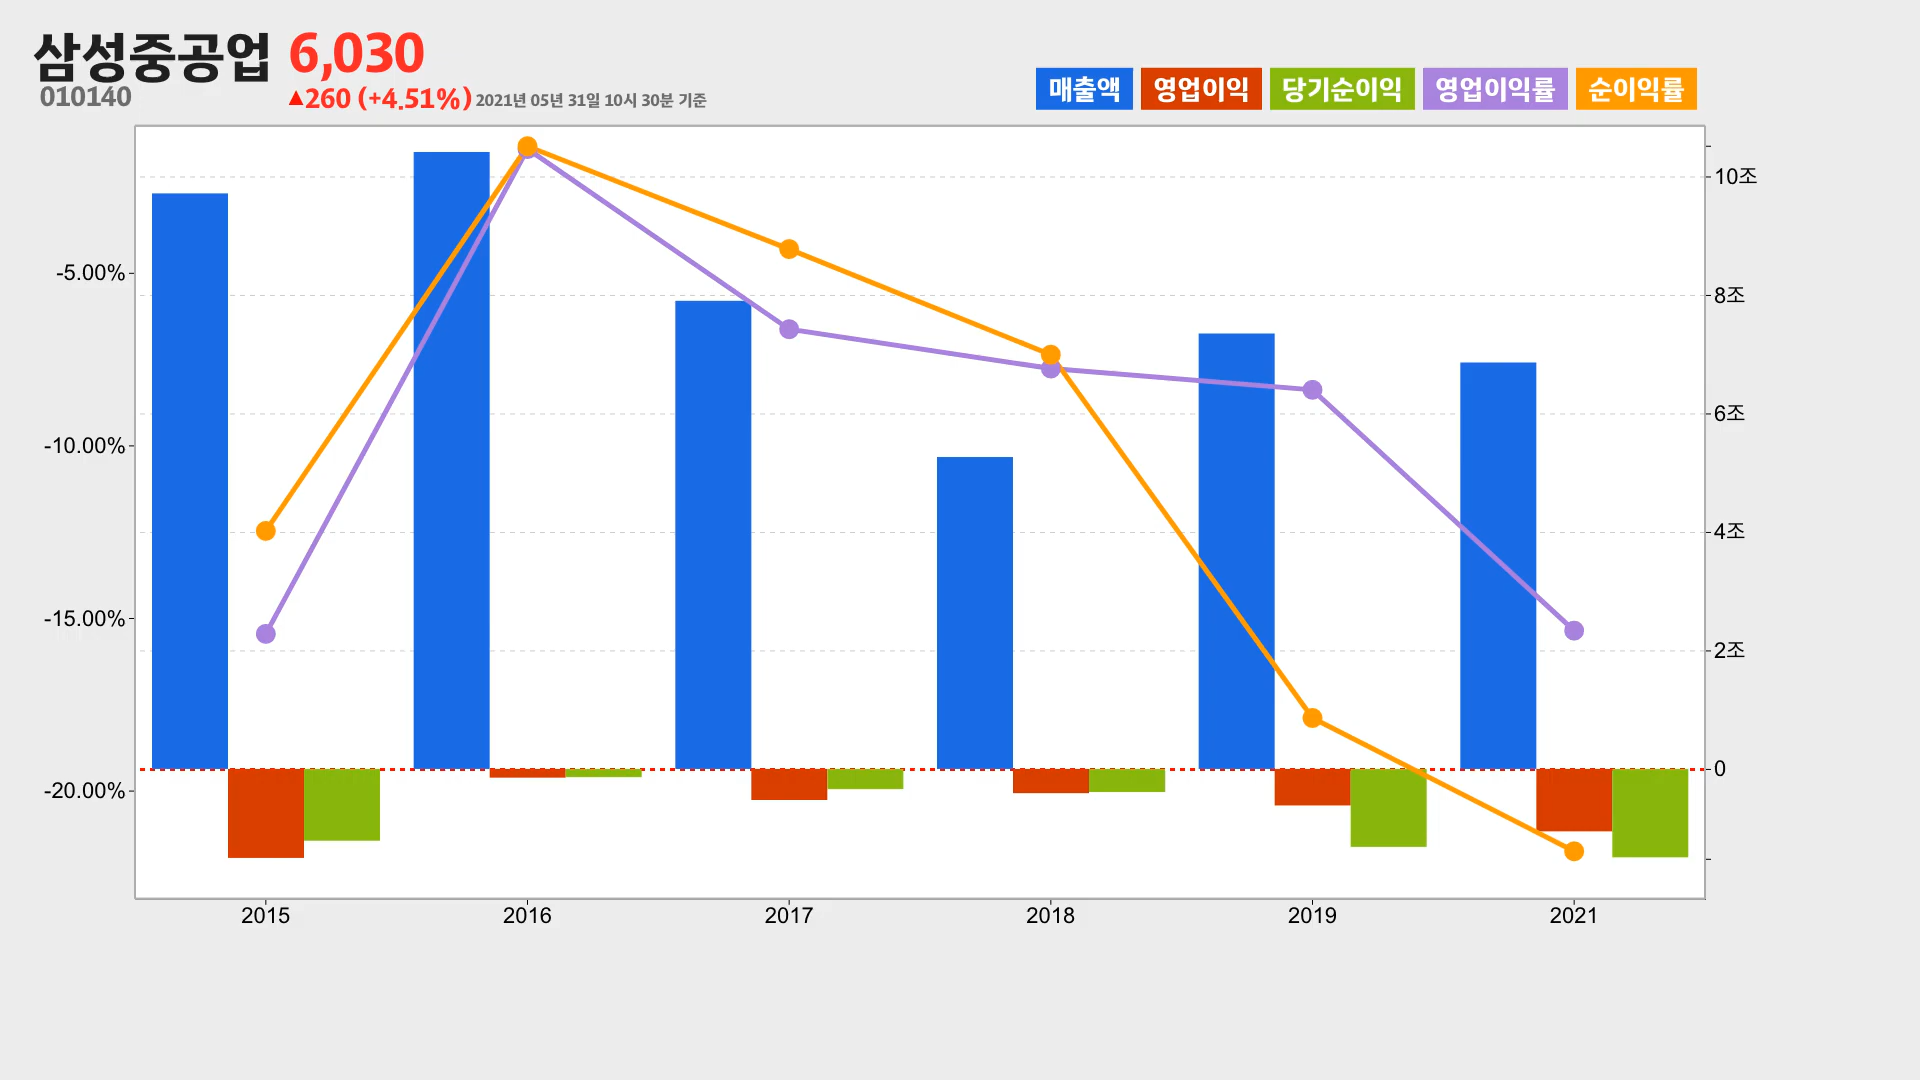 삼성중공업 6,030
010140 ▲260 (+4.51%) 2021년 05년 31일 10시 30분 기준
매출액 영업이익 당기순이익 영업이익률 순이익률
10조
-5.00%
8조
-10.00%
6조
4조
-15.00%
2조
-20.00%
0
2015 2016 2017 2018 2019 2021